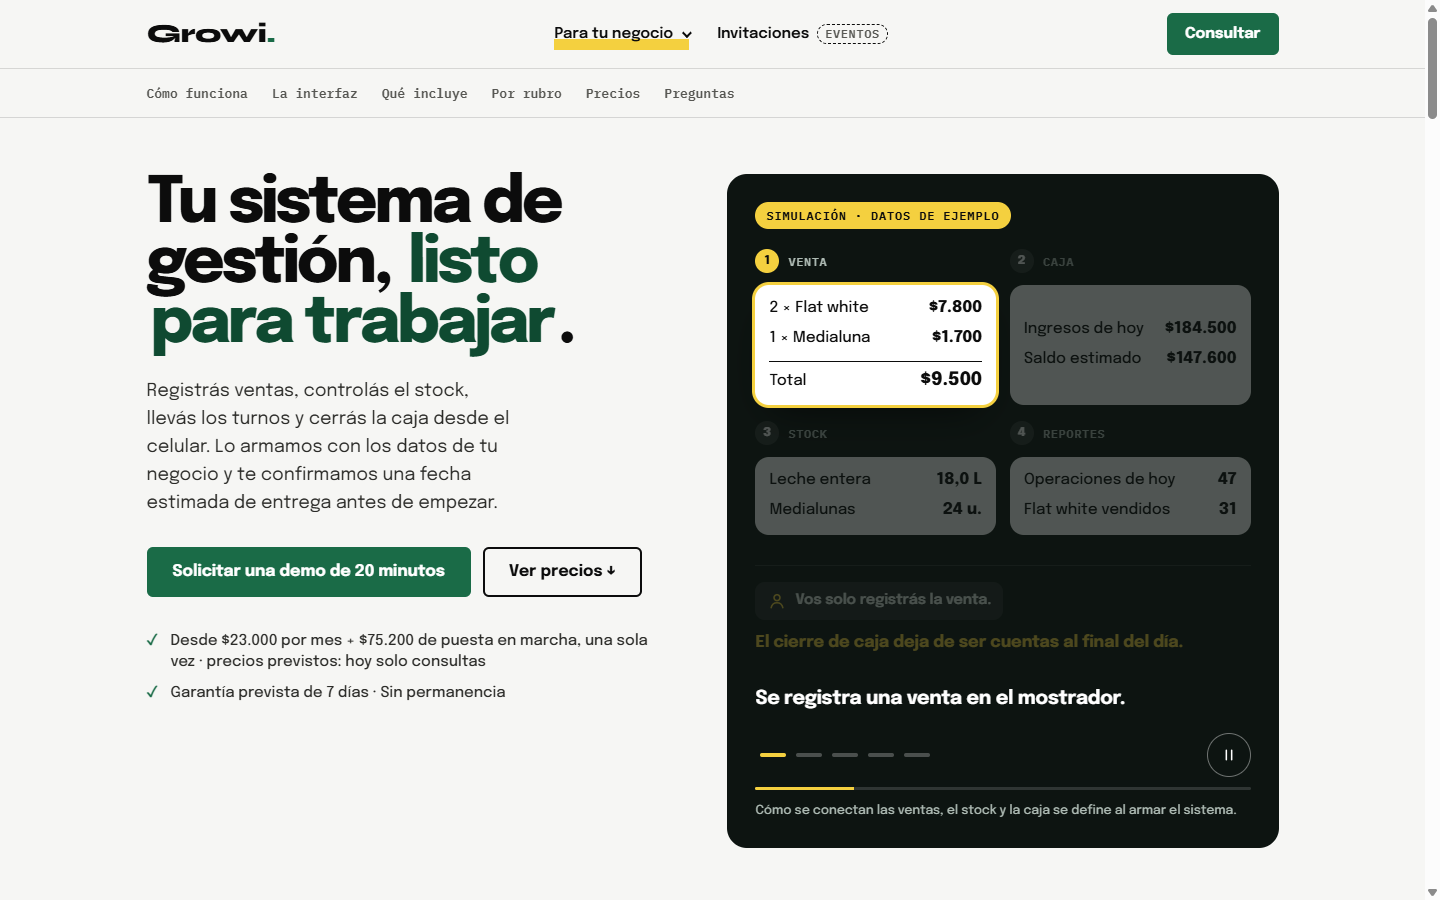 Growi.
Para tu negocio
Invitaciones EVENTOS
Consultar
Cómo funciona La interfaz Qué incluye Por rubro Precios Preguntas
Tu sistema de
gestión, listo
para trabajar.
Registrás ventas, controlás el stock,
llevás los turnos y cerrás la caja desde el
celular. Lo armamos con los datos de tu
negocio y te confirmamos una fecha
estimada de entrega antes de empezar.
Solicitar una demo de 20 minutos
Ver precios ↓
✓ Desde $23.000 por mes + $75.200 de puesta en marcha, una sola
vez · precios previstos: hoy solo consultas
✓ Garantía prevista de 7 días · Sin permanencia
SIMULACIÓN · DATOS DE EJEMPLO
1 VENTA
2 × Flat white $7.800
1 × Medialuna $1.700
Total $9.500
2 CAJA
Ingresos de hoy $184.500
Saldo estimado $147.600
3 STOCK
Leche entera 18,0 L
Medialunas 24 u.
4 REPORTES
Operaciones de hoy 47
Flat white vendidos 31
Vos solo registrás la venta.
El cierre de caja deja de ser cuentas al final del día.
Se registra una venta en el mostrador.
Cómo se conectan las ventas, el stock y la caja se define al armar el sistema.